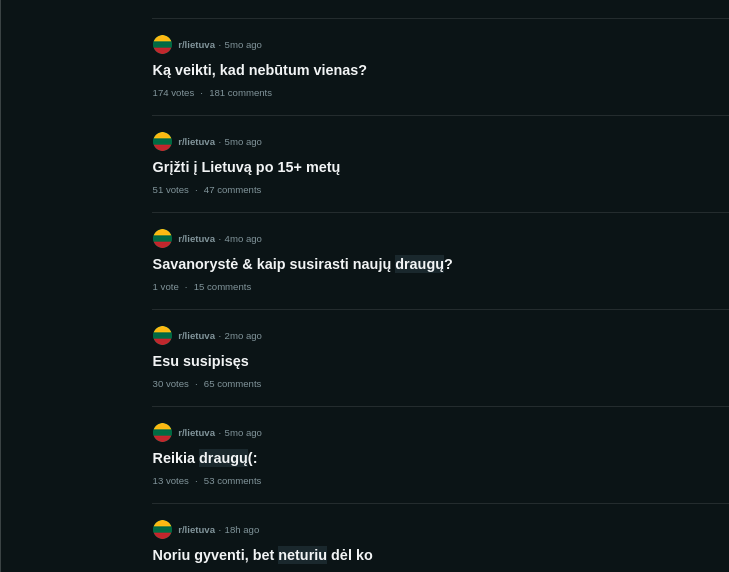 r/lietuva · 5mo ago
Ką veikti, kad nebūtum vienas?
174 votes · 181 comments
r/lietuva · 5mo ago
Grįžti į Lietuvą po 15+ metų
51 votes · 47 comments
r/lietuva · 4mo ago
Savanorystė & kaip susirasti naujų draugų?
1 vote · 15 comments
r/lietuva · 2mo ago
Esu susipisęs
30 votes · 65 comments
r/lietuva · 5mo ago
Reikia draugų(:
13 votes · 53 comments
r/lietuva · 18h ago
Noriu gyventi, bet neturiu dėl ko